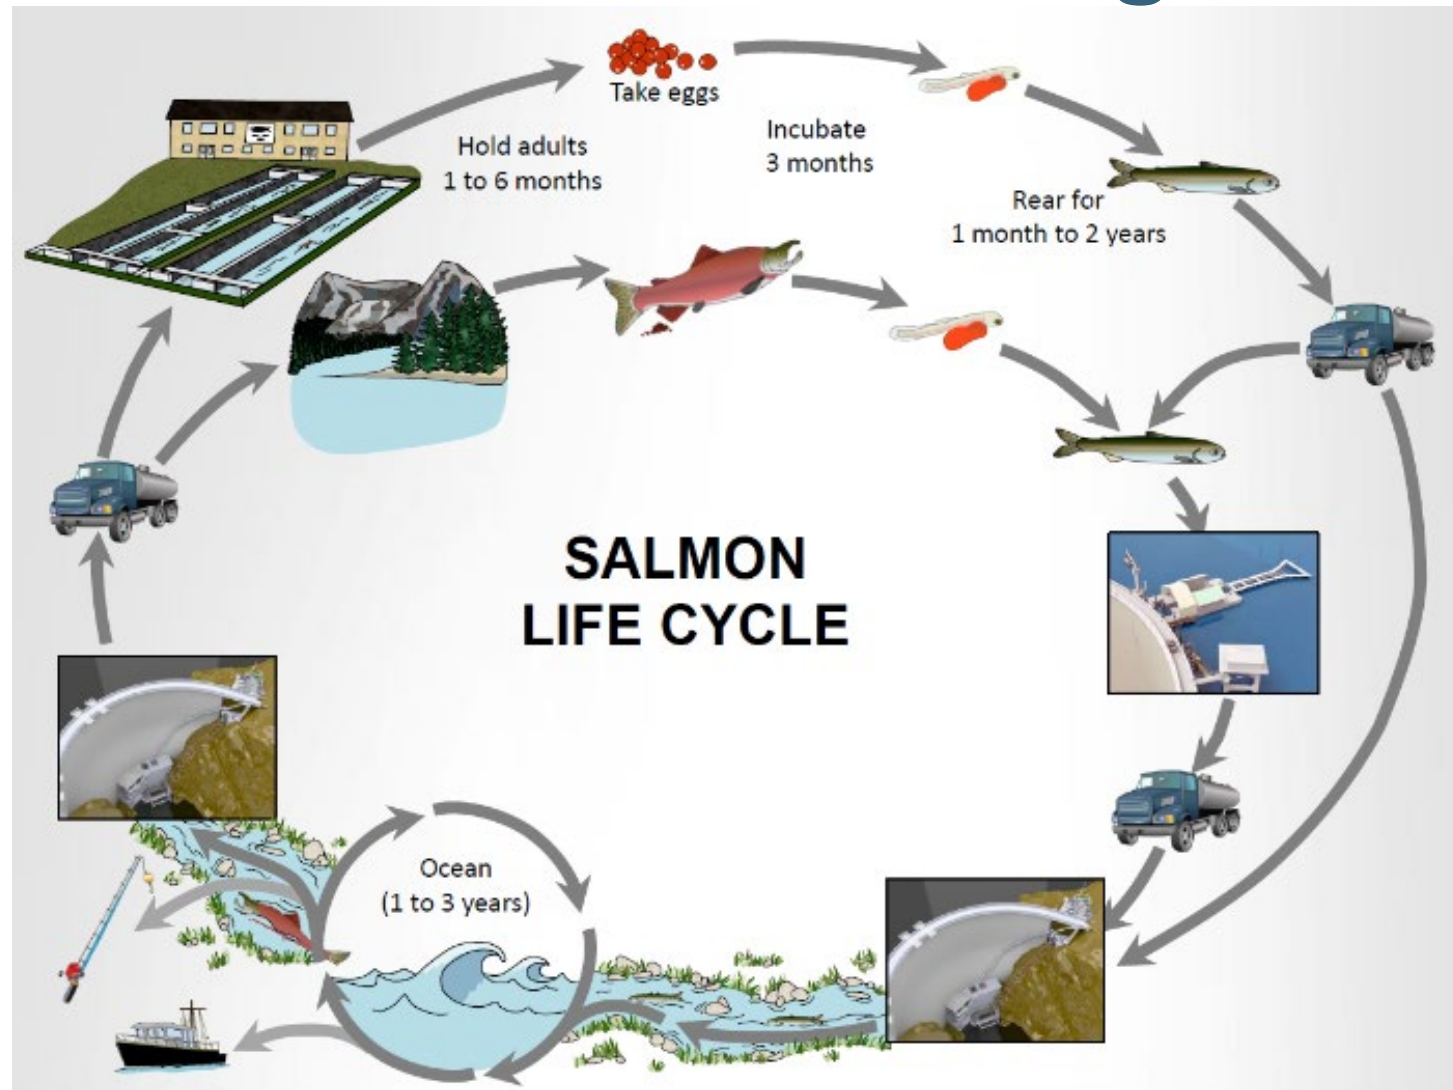 Take eggs
Hold adults
1 to 6 months
Incubate
3 months
Rear for
1 month to 2 years
SALMON
LIFE CYCLE
Ocean
(1 to 3 years)